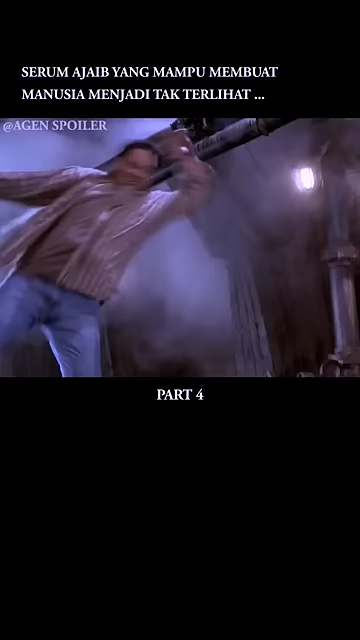 SERUM AJAIB YANG MAMPU MEMBUAT
MANUSIA MENJADI TAK TERLIHAT ...
@AGEN SPOILER
PART 4